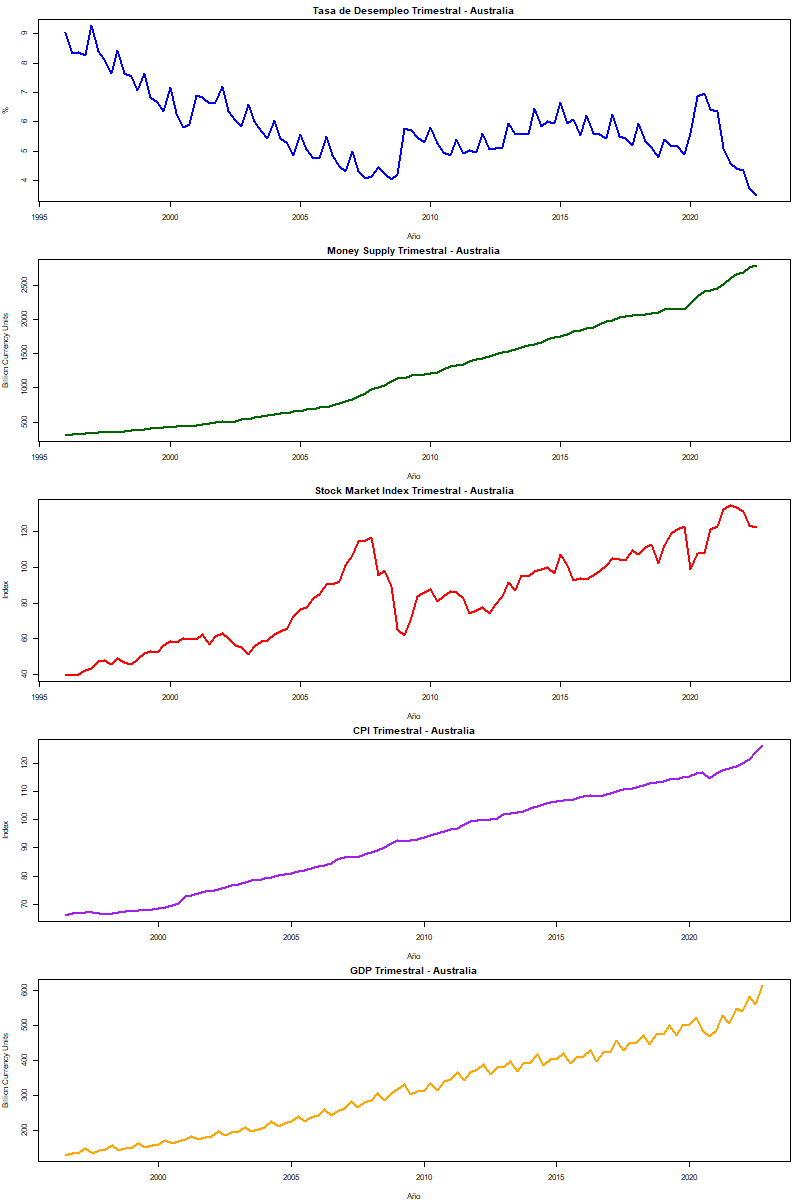 Tasa de Desempleo Trimestral - Australia
9
8
7
6
5
4
%
1995 2000 2005 2010 2015 2020
Año
Money Supply Trimestral - Australia
2500
2000
1500
1000
500
Billion Currency Units
1995 2000 2005 2010 2015 2020
Año
Stock Market Index Trimestral - Australia
120
100
80
60
40
Index
1995 2000 2005 2010 2015 2020
Año
CPI Trimestral - Australia
120
110
100
90
80
70
Index
2000 2005 2010 2015 2020
Año
GDP Trimestral - Australia
600
500
400
300
200
Billion Currency Units
2000 2005 2010 2015 2020
Año